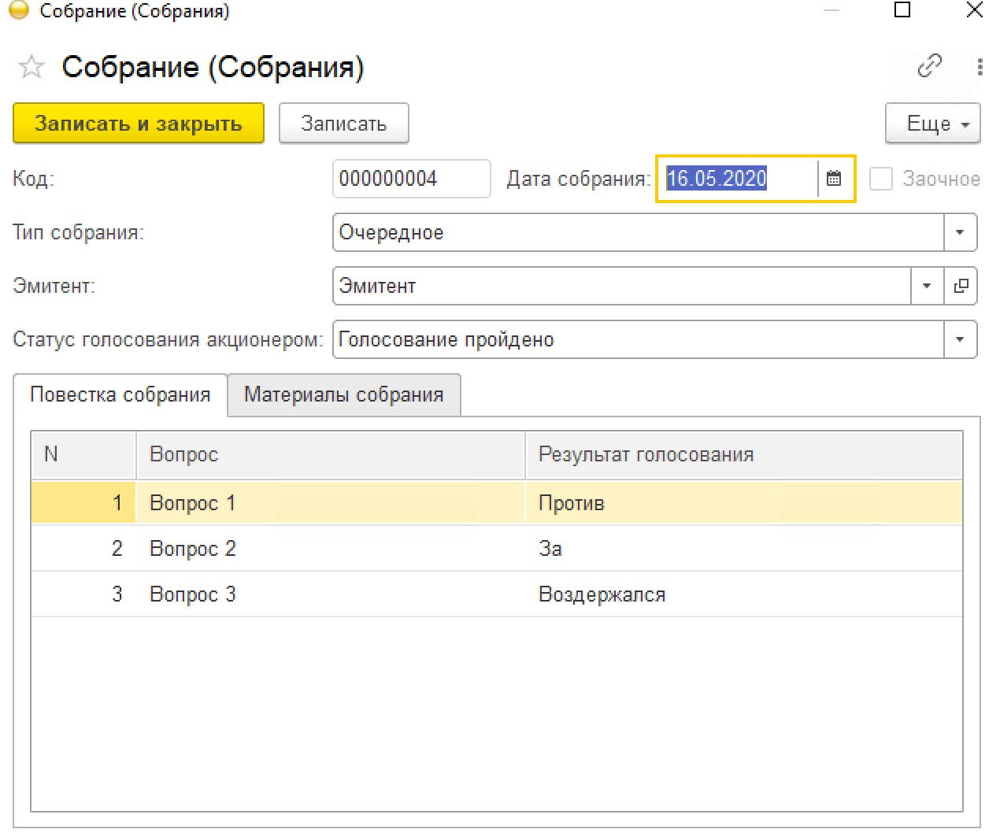 Собрание (Собрания)
Собрание (Собрания)
Записать и закрыть Записать Еще
Код: 000000004 Дата собрания: 16.05.2020 Заочное
Тип собрания: Очередное
Эмитент: Эмитент
Статус голосования акционером: Голосование пройдено
Повестка собрания Материалы собрания
N Вопрос Результат голосования
1 Вопрос 1 Против
2 Вопрос 2 За
3 Вопрос 3 Воздержался